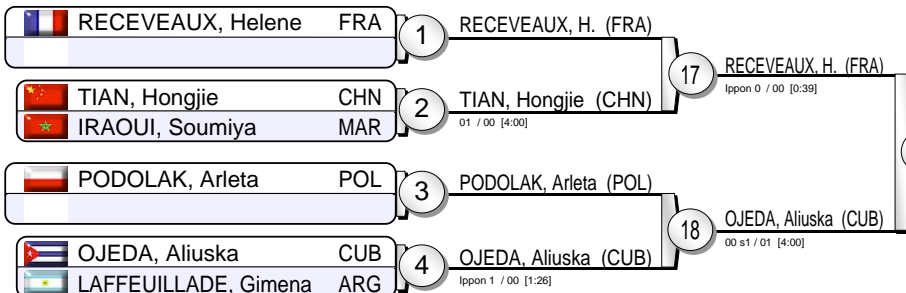 RECEVEAUX, Helene FRA
1
RECEVEAUX, H. (FRA)
17
RECEVEAUX, H. (FRA)
Ippon 0 / 00 [0:39]
TIAN, Hongjie CHN
IRAOUI, Soumiya MAR
2
TIAN, Hongjie (CHN)
01 / 00 [4:00]
PODOLAK, Arleta POL
3
PODOLAK, Arleta (POL)
18
OJEDA, Aliuska (CUB)
00 s1 / 01 [4:00]
OJEDA, Aliuska CUB
LAFFEUILLADE, Gimena ARG
4
OJEDA, Aliuska (CUB)
Ippon 1 / 00 [1:26]